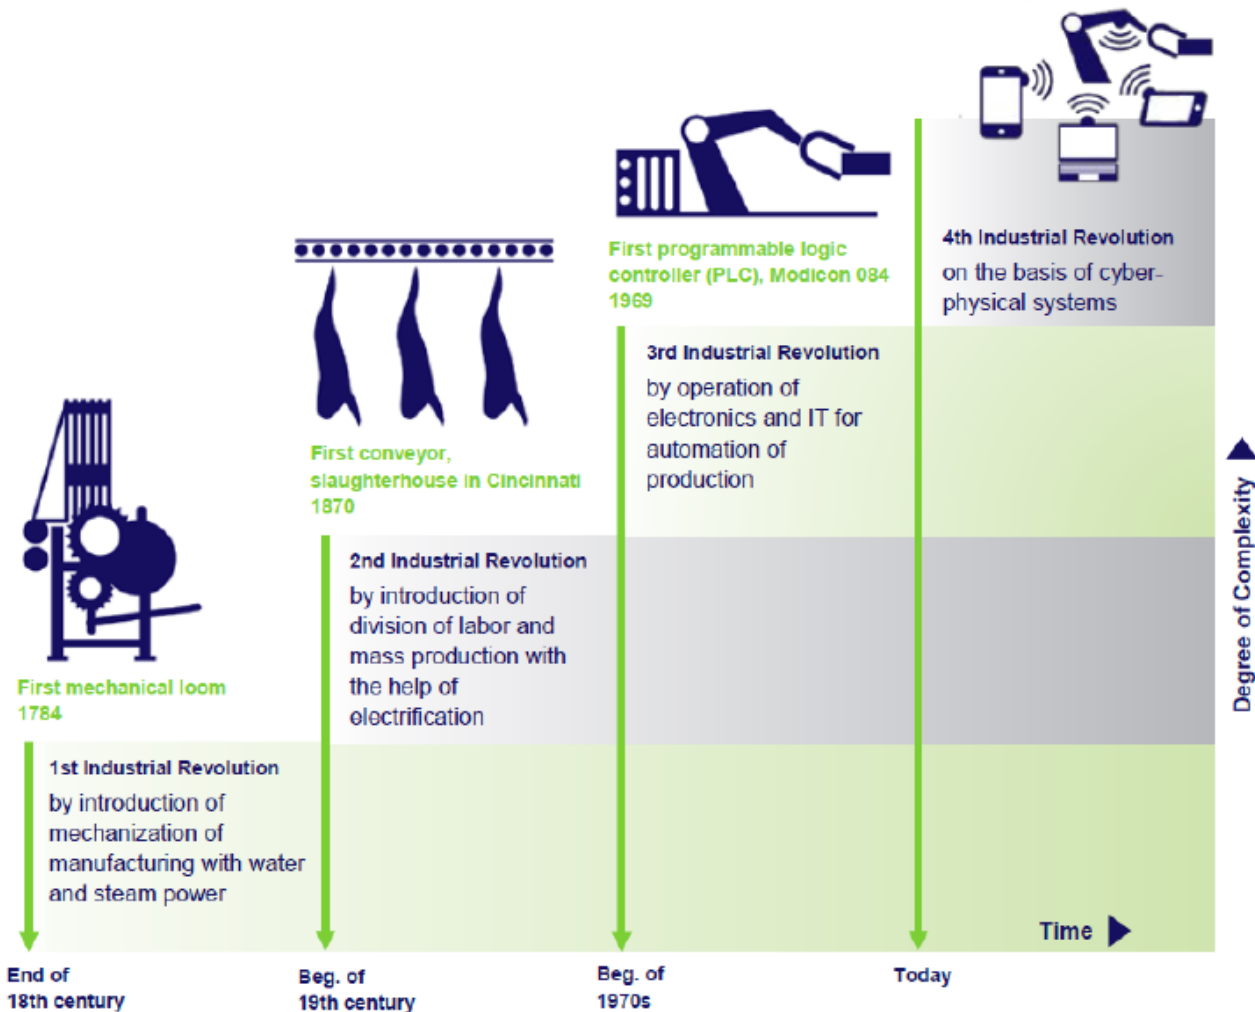 First programmable logic
controller (PLC), Modicon 084
1969
4th Industrial Revolution
on the basis of cyber-
physical systems
3rd Industrial Revolution
by operation of
electronics and IT for
automation of
production
First conveyor,
slaughterhouse in Cincinnati
1870
2nd Industrial Revolution
by introduction of
division of labor and
mass production with
the help of
electrification
First mechanical loom
1784
1st Industrial Revolution
by introduction of
mechanization of
manufacturing with water
and steam power
Degree of Complexity
Time
End of
18th century
Beg. of
19th century
Beg. of
1970s
Today